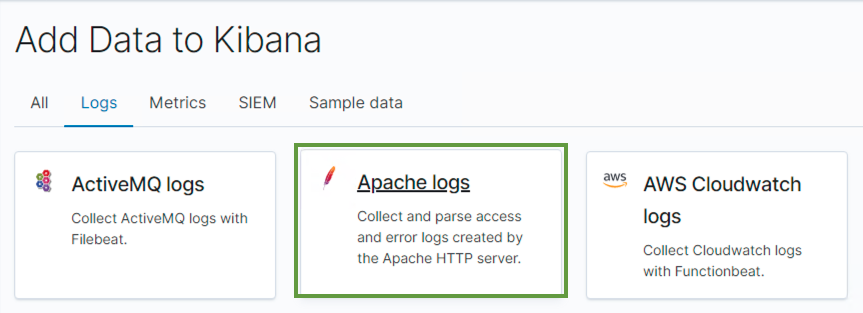 Add Data to Kibana
All Logs Metrics SIEM Sample data
ActiveMQ logs
Collect ActiveMQ logs with
Filebeat.
Apache logs
Collect and parse access
and error logs created by
the Apache HTTP server.
aws
AWS Cloudwatch
logs
Collect Cloudwatch logs
with Functionbeat.